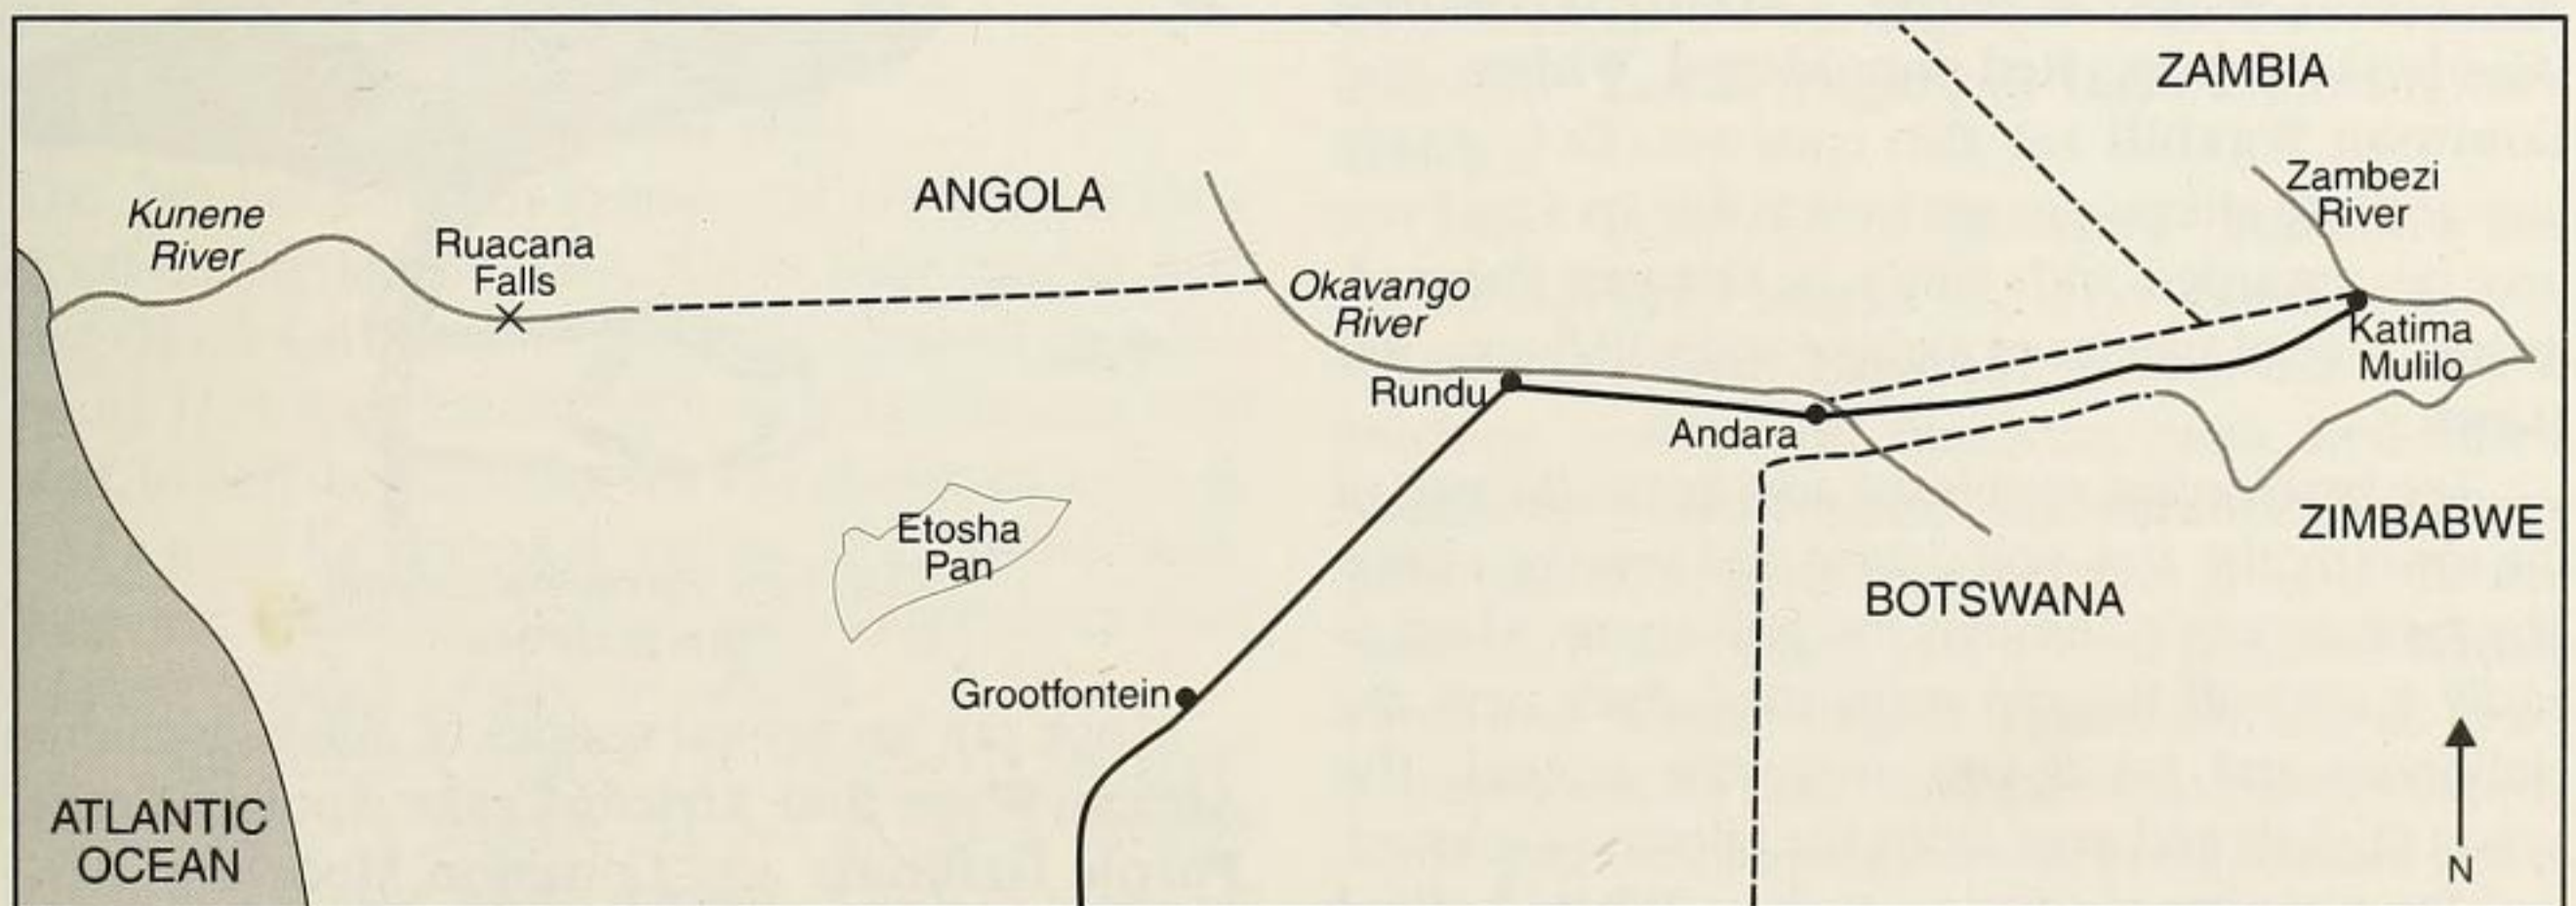 ZAMBIA
Zambezi
River
ANGOLA
Kunene
River
Ruacana
Falls
Okavango
River
Katima
Mulilo
Rundu
Andara
Etosha
Pan
ZIMBABWE
BOTSWANA
Grootfontein
ATLANTIC
OCEAN
N